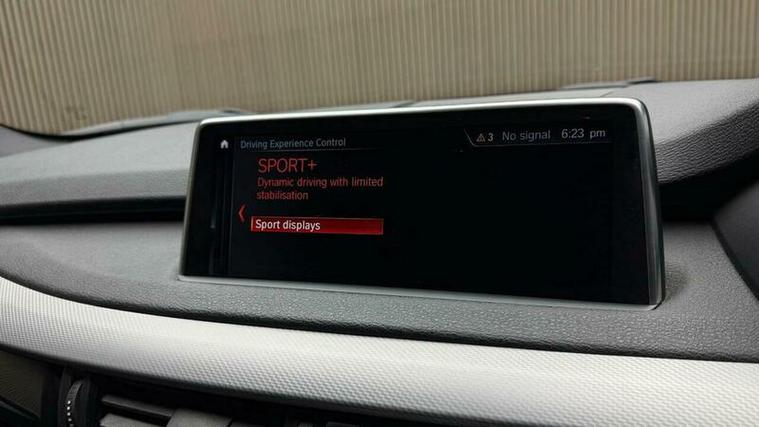 Driving Experience Control
3 No signal 6:23 pm
SPORT+
Dynamic driving with limited
stabilisation
Sport displays